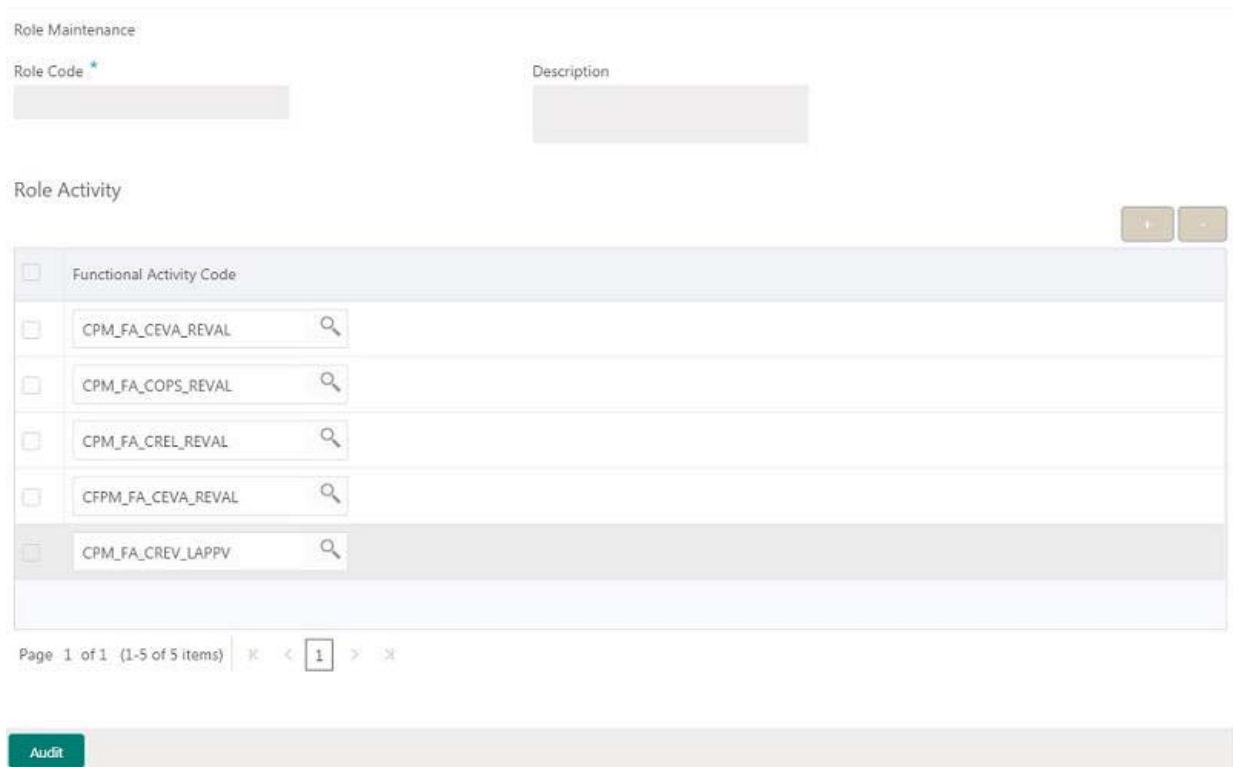 Role Maintenance
Role Code * Description
Role Activity
+ -
Functional Activity Code
CPM_FA_CEVA_REVAL
CPM_FA_COPS_REVAL
CPM_FA_CREL_REVAL
CFPM_FA_CEVA_REVAL
CPM_FA_CREV_LAPPV
Page 1 of 1 (1-5 of 5 items) K < 1 > X
Audit